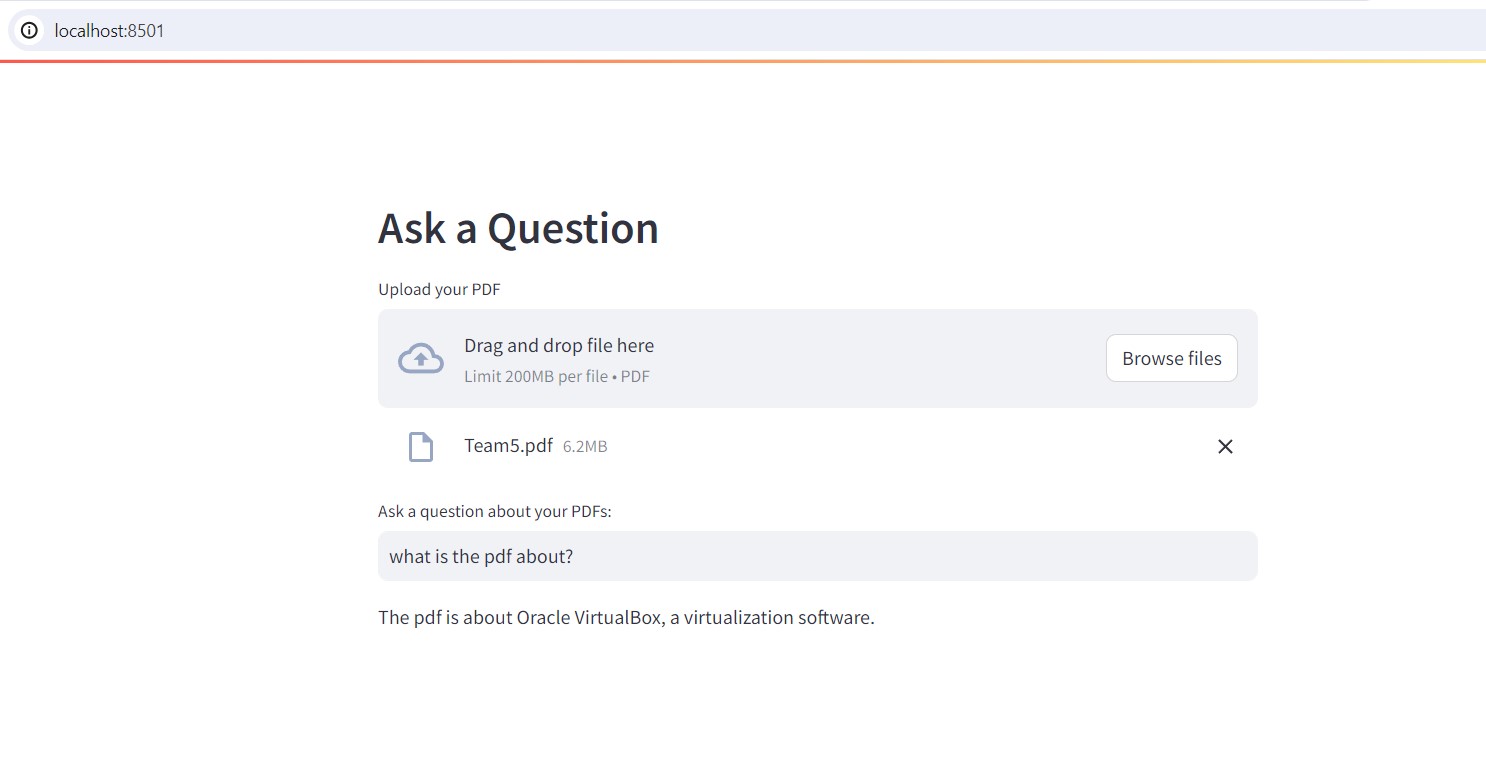 localhost:8501
Ask a Question
Upload your PDF
Drag and drop file here
Limit 200MB per file • PDF
Browse files
Team5.pdf 6.2MB
Ask a question about your PDFs:
what is the pdf about?
The pdf is about Oracle VirtualBox, a virtualization software.